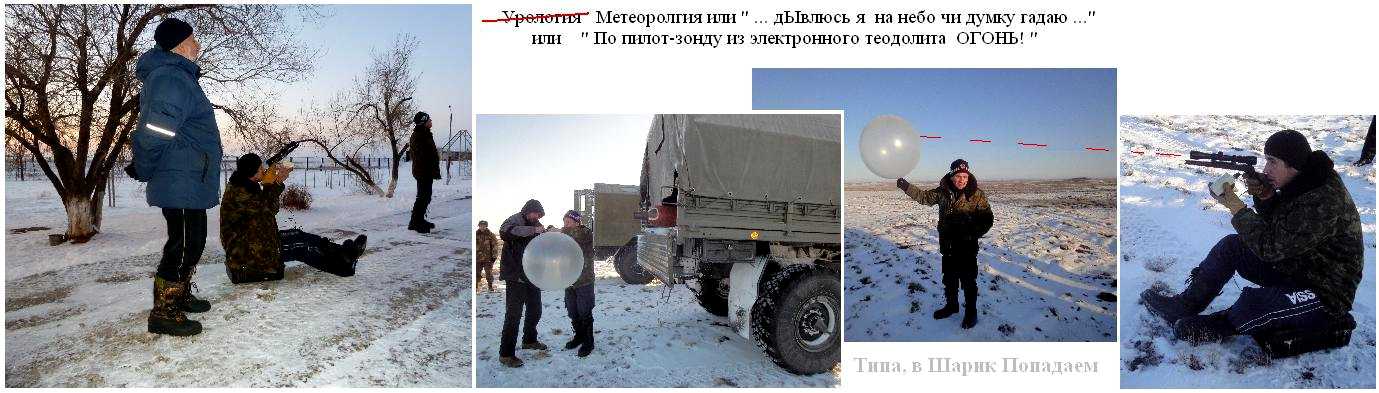 Урология Метеоролгия или " ... дЫвлюсь я на небо чи думку гадаю ..."
или " По пилот-зонду из электронного теодолита ОГОНЬ! "
Типа, в Шарик Попадаем